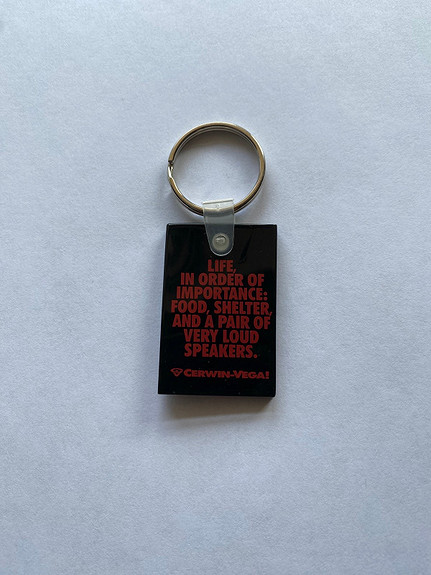 LIFE,
IN ORDER OF
IMPORTANCE:
FOOD, SHELTER,
AND A PAIR OF
VERY LOUD
SPEAKERS.
CERWIN-VEGA!